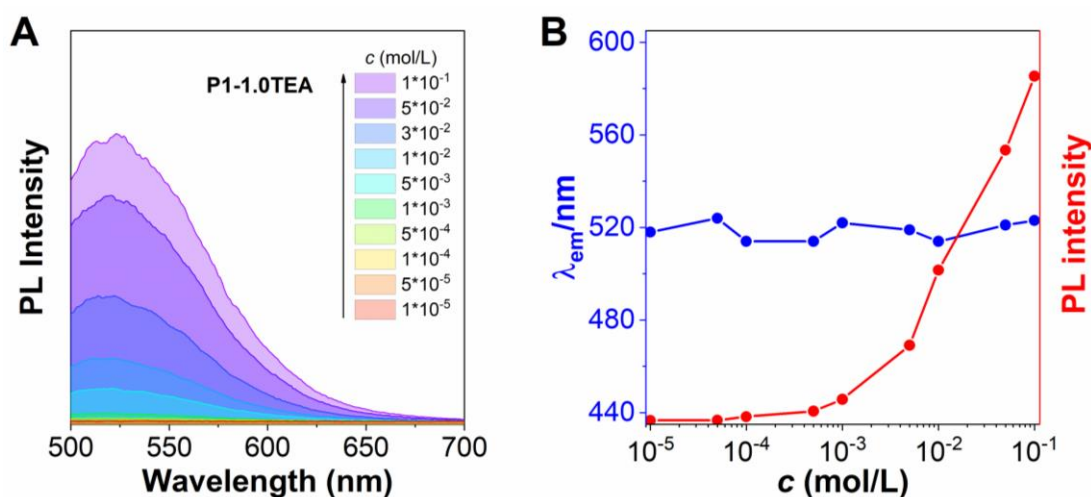 A
B
c (mol/L)
P1-1.0TEA
1*10⁻¹
5*10⁻²
3*10⁻²
1*10⁻²
5*10⁻³
1*10⁻³
5*10⁻⁴
1*10⁻⁴
5*10⁻⁵
1*10⁻⁵
PL Intensity
500 550 600 650 700
Wavelength (nm)
600
560
520
480
440
λem/nm
PL intensity
10⁻⁵ 10⁻⁴ 10⁻³ 10⁻² 10⁻¹
c (mol/L)